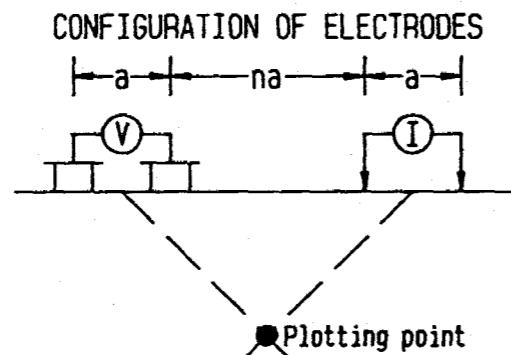 CONFIGURATION OF ELECTRODES
a na a
V I
Plotting point